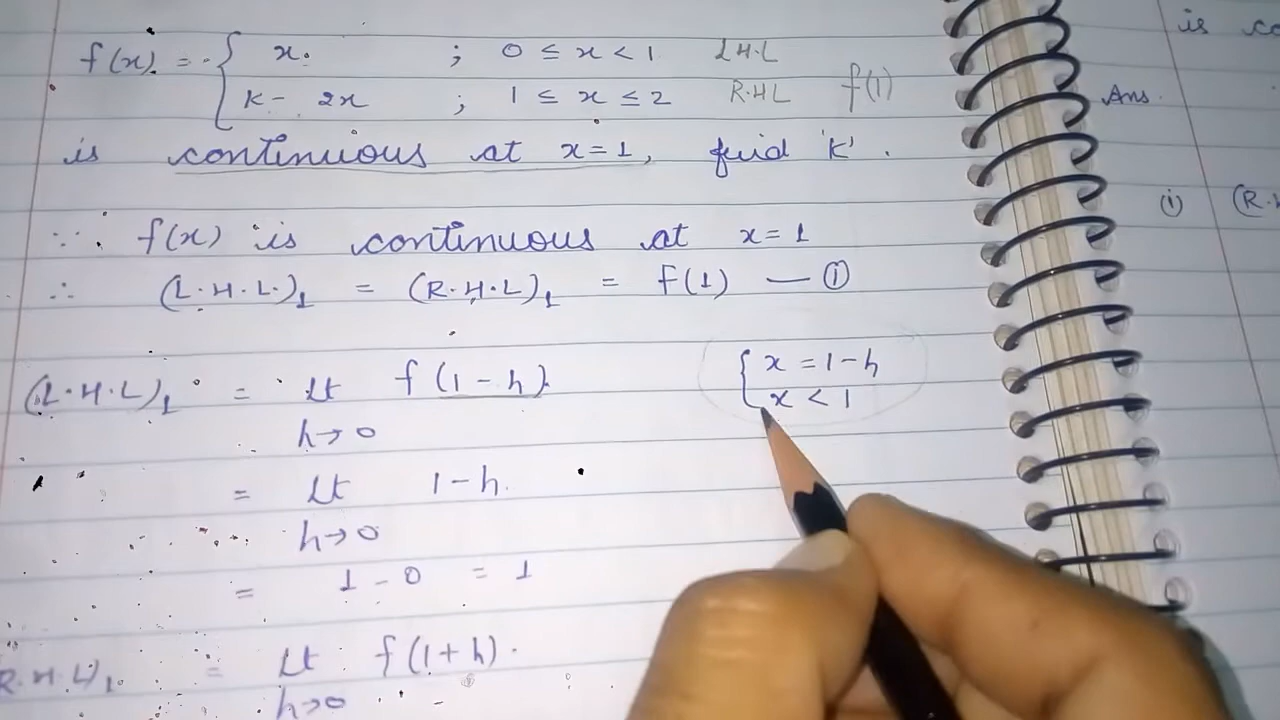 f(x) = { x ; 0 ≤ x < 1 L.H.L
K - 2x ; 1 ≤ x ≤ 2 R.H.L f(1)
is continuous at x=1, find 'K'.
∵ f(x) is continuous at x=1
∴ (L.H.L.)₁ = (R.H.L)₁ = f(1) — ①
(L.H.L)₁ = Lt f(1-h)
h→0
{ x = 1-h
x < 1
= Lt 1-h.
h→0
= 1 - 0 = 1
R.H.L)₁ = Lt f(1+h).
h→0
is co
Ans.
(i) (R.H